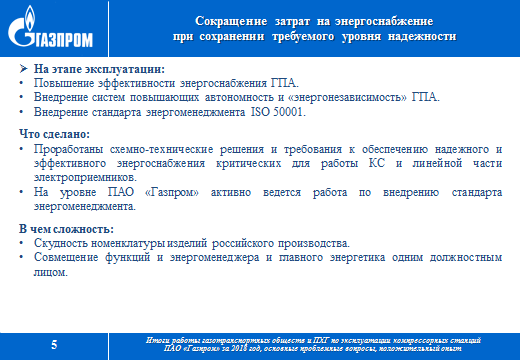 ГАЗПРОМ
Сокращение затрат на энергоснабжение
при сохранении требуемого уровня надежности
➢ На этапе эксплуатации:
• Повышение эффективности энергоснабжения ГПА.
• Внедрение систем повышающих автономность и «энергонезависимость» ГПА.
• Внедрение стандарта энергоменеджмента ISO 50001.
Что сделано:
• Проработаны схемно-технические решения и требования к обеспечению надежного и
эффективного энергоснабжения критических для работы КС и линейной части
электроприемников.
• На уровне ПАО «Газпром» активно ведется работа по внедрению стандарта
энергоменеджмента.
В чем сложность:
• Скудность номенклатуры изделий российского производства.
• Совмещение функций и энергоменеджера и главного энергетика одним должностным
лицом.
5
Итоги работы газотранспортных обществ и ПХГ по эксплуатации компрессорных станций
ПАО «Газпром» за 2018 год, основные проблемные вопросы, положительный опыт